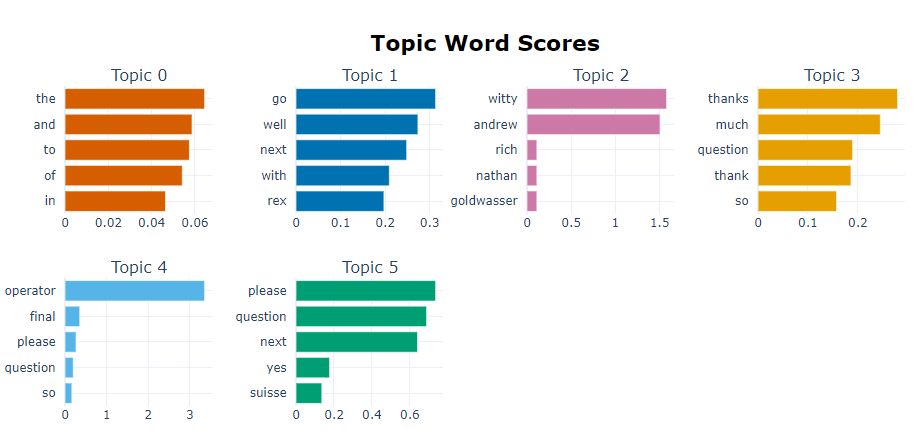 Topic Word Scores
Topic 0
the
and
to
of
in
0 0.02 0.04 0.06
Topic 1
go
well
next
with
rex
0 0.1 0.2 0.3
Topic 2
witty
andrew
rich
nathan
goldwasser
0 0.5 1 1.5
Topic 3
thanks
much
question
thank
so
0 0.1 0.2
Topic 4
operator
final
please
question
so
0 1 2 3
Topic 5
please
question
next
yes
suisse
0 0.2 0.4 0.6